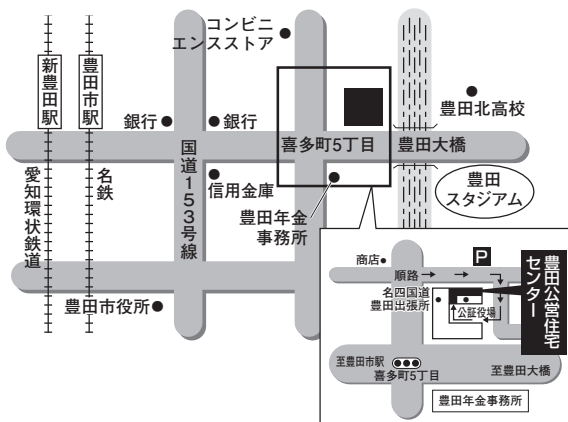 コンビニ
エンスストア
新豊田駅
豊田市駅
豊田北高校
銀行
銀行
喜多町5丁目
豊田大橋
愛知環状鉄道
名鉄
国道153号線
信用金庫
豊田
スタジアム
豊田年金
事務所
豊田市役所
商店
P
順路
豊田公営住宅
センター
名四国道
豊田出張所
公証役場
至豊田市駅
喜多町5丁目
至豊田大橋
豊田年金事務所